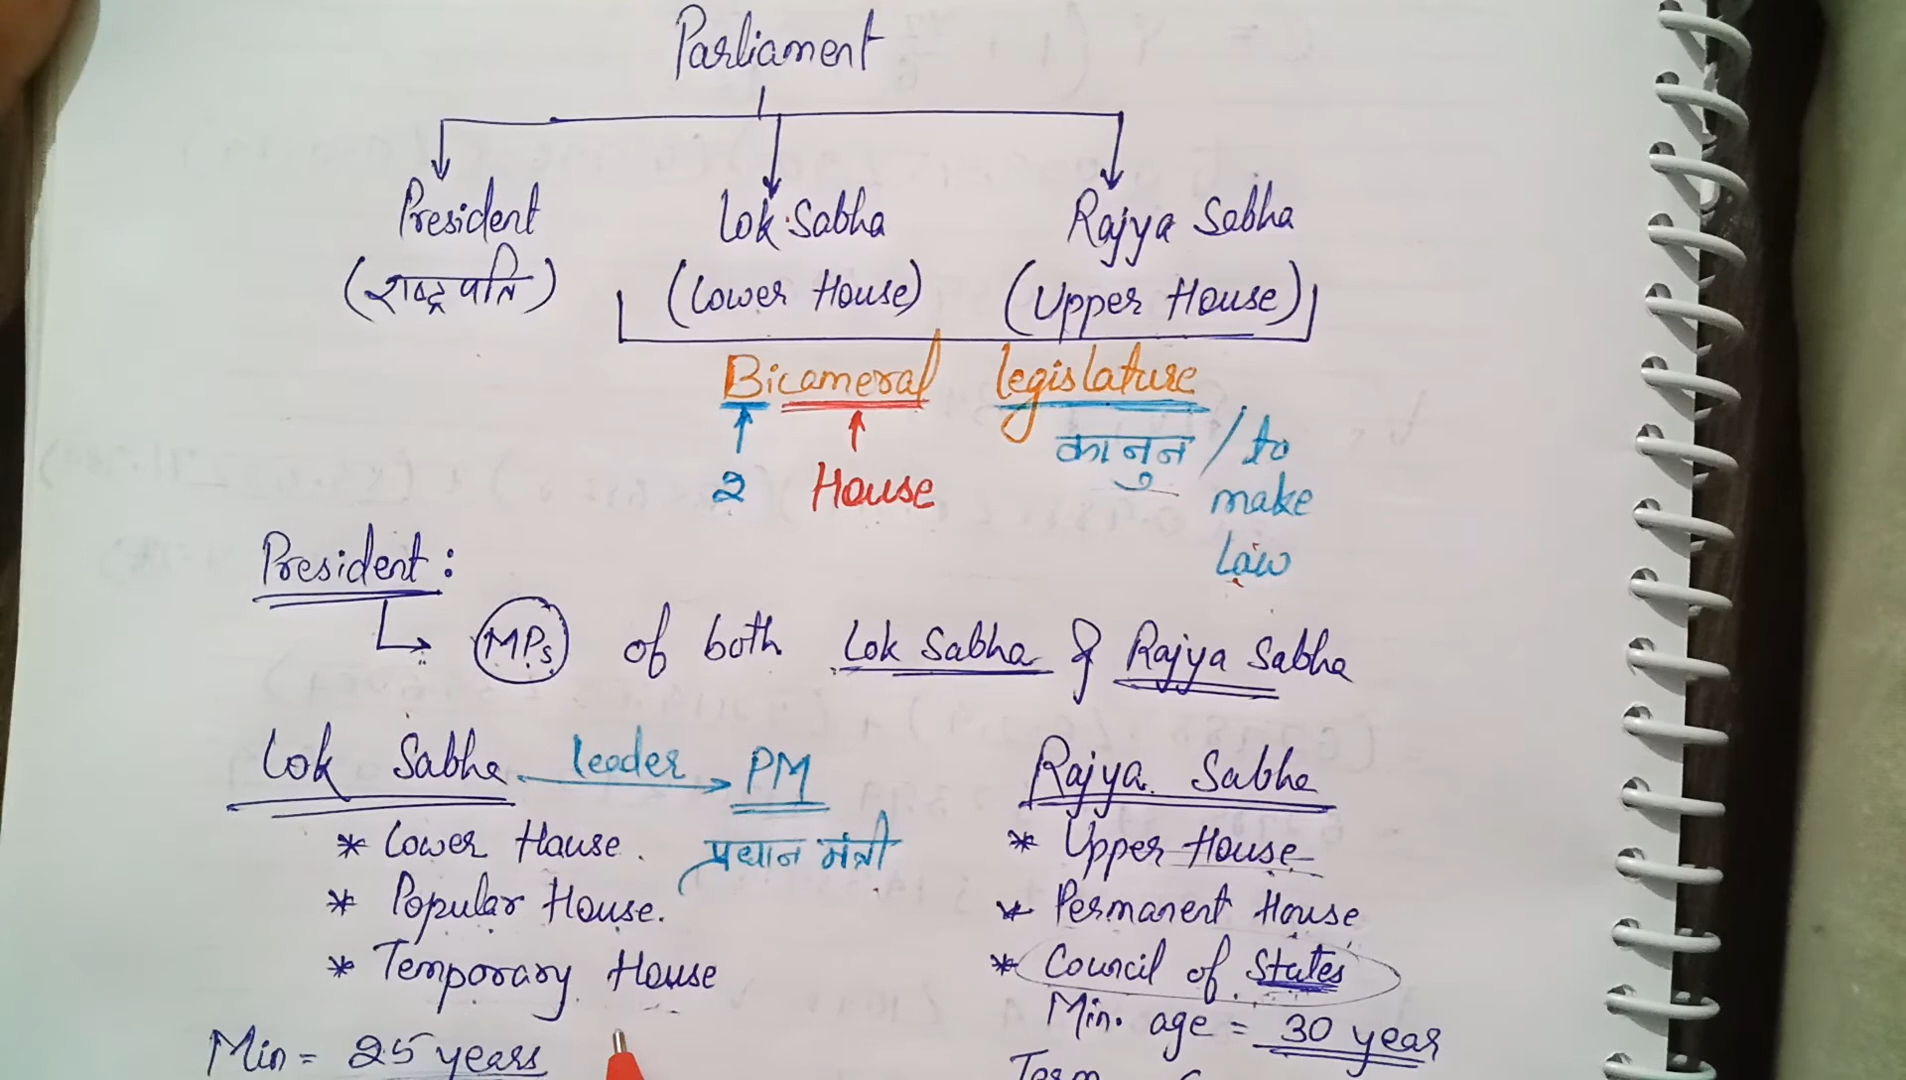 Parliament
President Lok Sabha Rajya Sabha
(राष्ट्रपति) (Lower House) (Upper House)
Bicameral legislature
2 House कानुन / to make law
President:
MPs of both Lok Sabha & Rajya Sabha
Lok Sabha leader PM
प्रधान मंत्री
* Lower House.
* Popular House.
* Temporary House
Min = 25 years
Rajya Sabha
* Upper House
* Permanent House
* Council of States
Min. age = 30 year